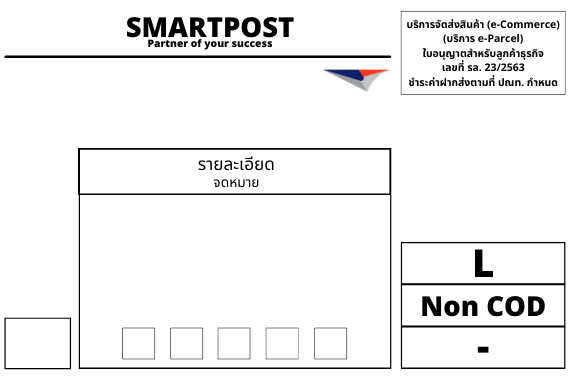 SMARTPOST
Partner of your success
บริการจัดส่งสินค้า (e-Commerce)
(บริการ e-Parcel)
ใบอนุญาตสำหรับลูกค้าธุรกิจ
เลขที่ รล. 23/2563
ชำระค่าฝากส่งตามที่ ปณท. กำหนด
รายละเอียด
จดหมาย
L
Non COD
-